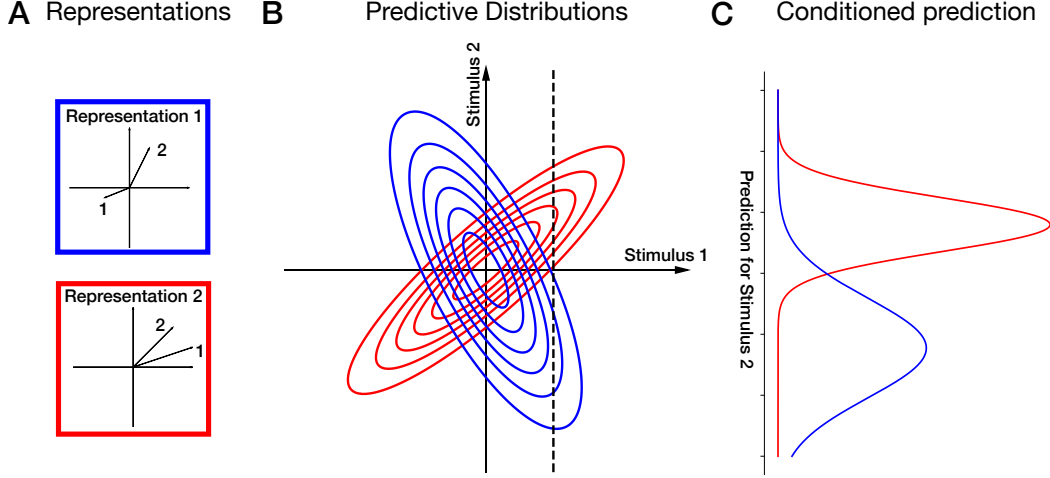 A Representations
B Predictive Distributions
C Conditioned prediction
Representation 1
2
1
Representation 2
2
1
Stimulus 2
Stimulus 1
Prediction for Stimulus 2